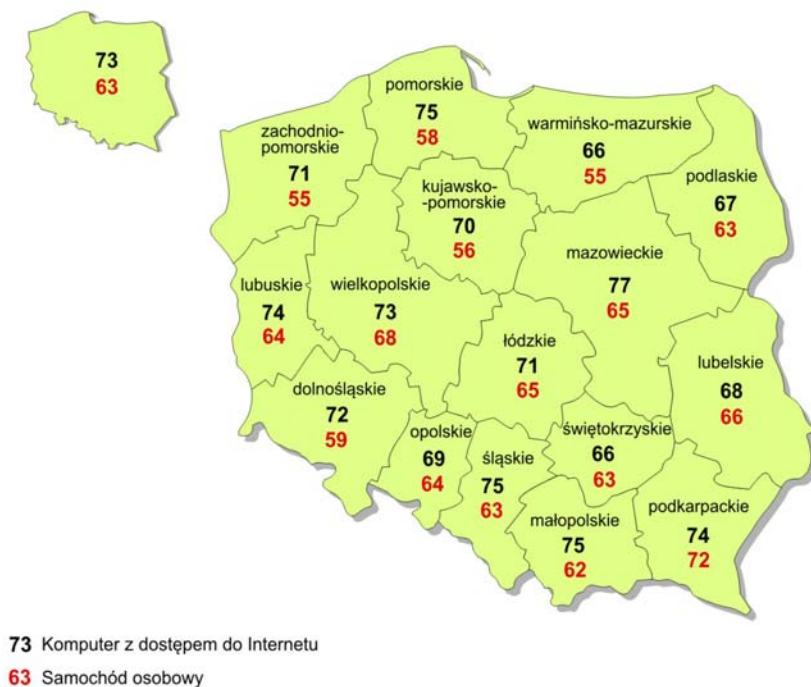 73
63
pomorskie
75
58
zachodnio-
pomorskie
71
55
warmińsko-mazurskie
66
55
podlaskie
67
63
kujawsko-
-pomorskie
70
56
mazowieckie
77
65
lubuskie
74
64
wielkopolskie
73
68
łódzkie
71
65
lubelskie
68
66
dolnośląskie
72
59
opolskie
69
64
śląskie
75
63
świętokrzyskie
66
63
małopolskie
75
62
podkarpackie
74
72
73 Komputer z dostępem do Internetu
63 Samochód osobowy